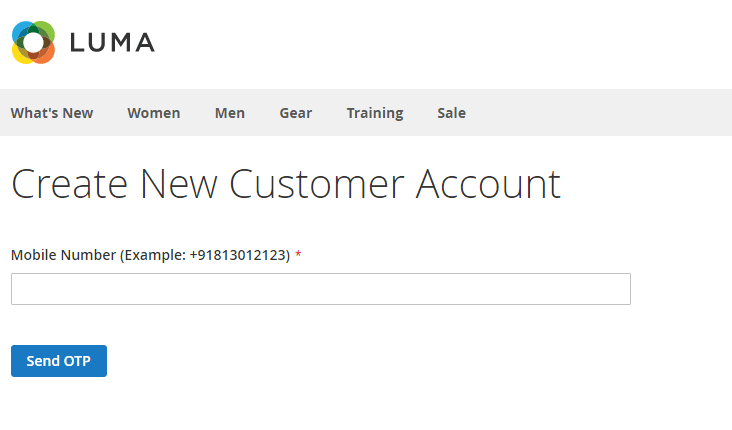 LUMA
What's New Women Men Gear Training Sale
Create New Customer Account
Mobile Number (Example: +91813012123) *
Send OTP